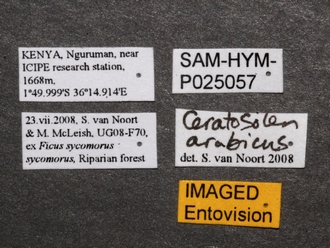 KENYA, Nguruman, near
ICIPE research station,
1668m,
1°49.999'S 36°14.914'E
23.vii.2008, S. van Noort
& M. McLeish, UG08-F70,
ex Ficus sycomorus
sycomorus, Riparian forest
SAM-HYM-
P025057
Ceratosolen
arabicus
det. S. van Noort 2008
IMAGED
Entovision